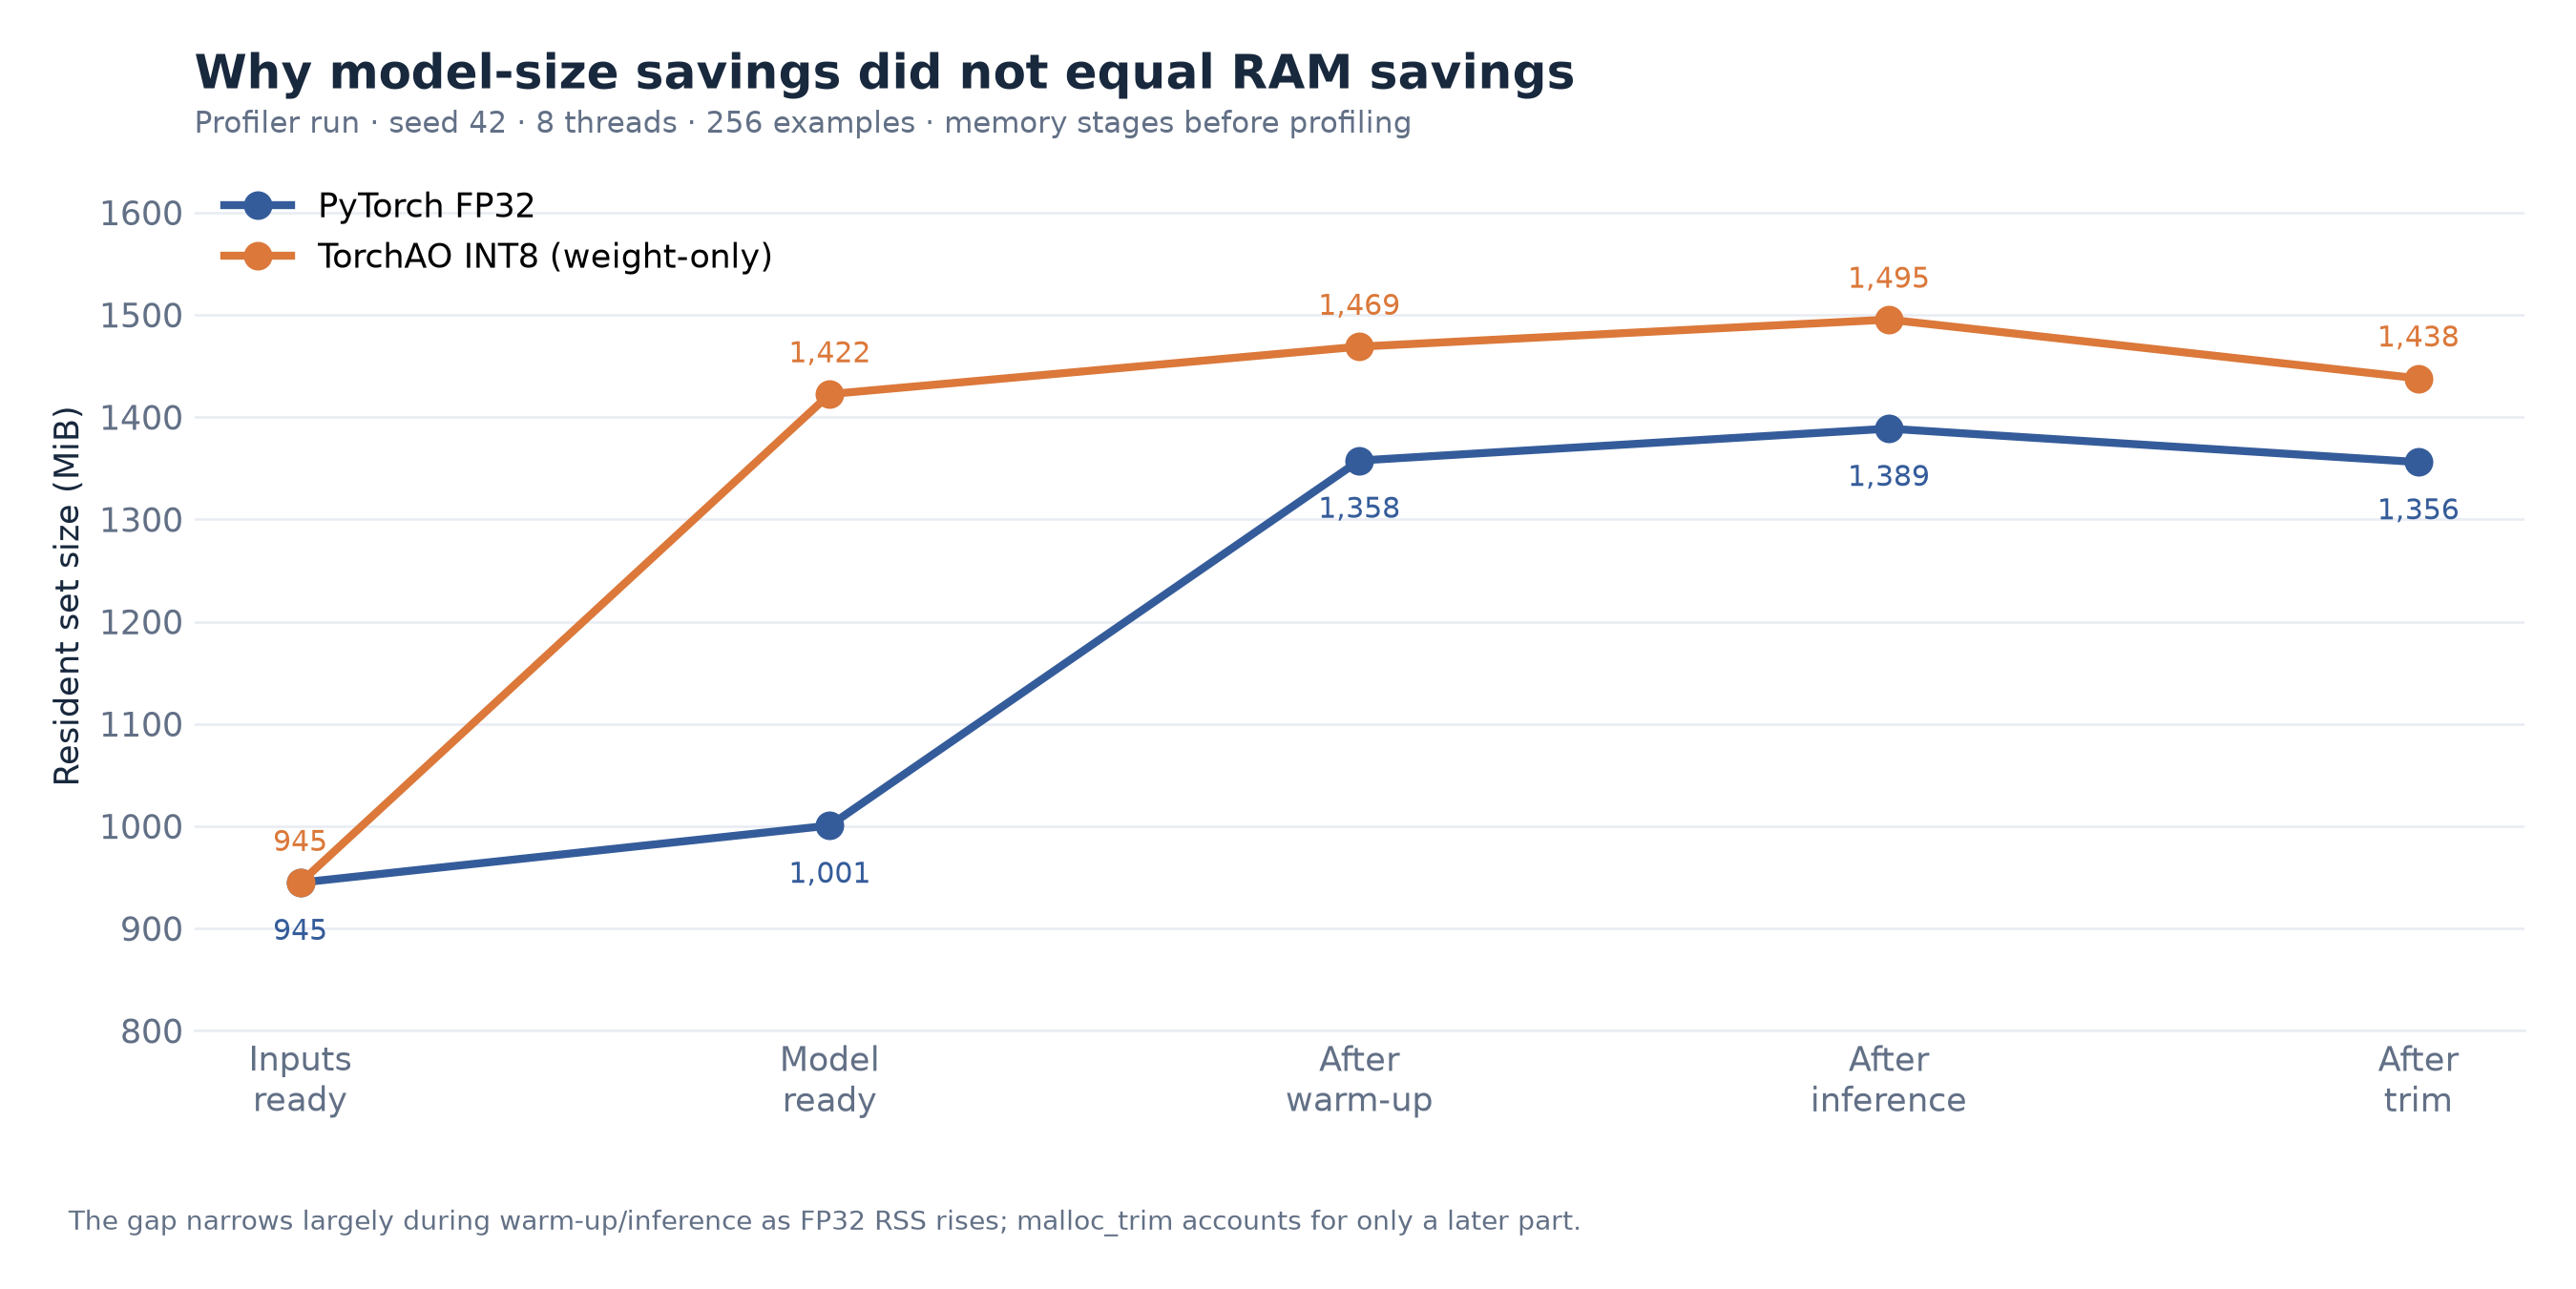 Why model-size savings did not equal RAM savings
Profiler run · seed 42 · 8 threads · 256 examples · memory stages before profiling
PyTorch FP32
TorchAO INT8 (weight-only)
Resident set size (MiB)
1600
1500
1400
1300
1200
1100
1000
900
800
945
1,422
1,469
1,495
1,438
945
1,001
1,358
1,389
1,356
Inputs
ready
Model
ready
After
warm-up
After
inference
After
trim
The gap narrows largely during warm-up/inference as FP32 RSS rises; malloc_trim accounts for only a later part.